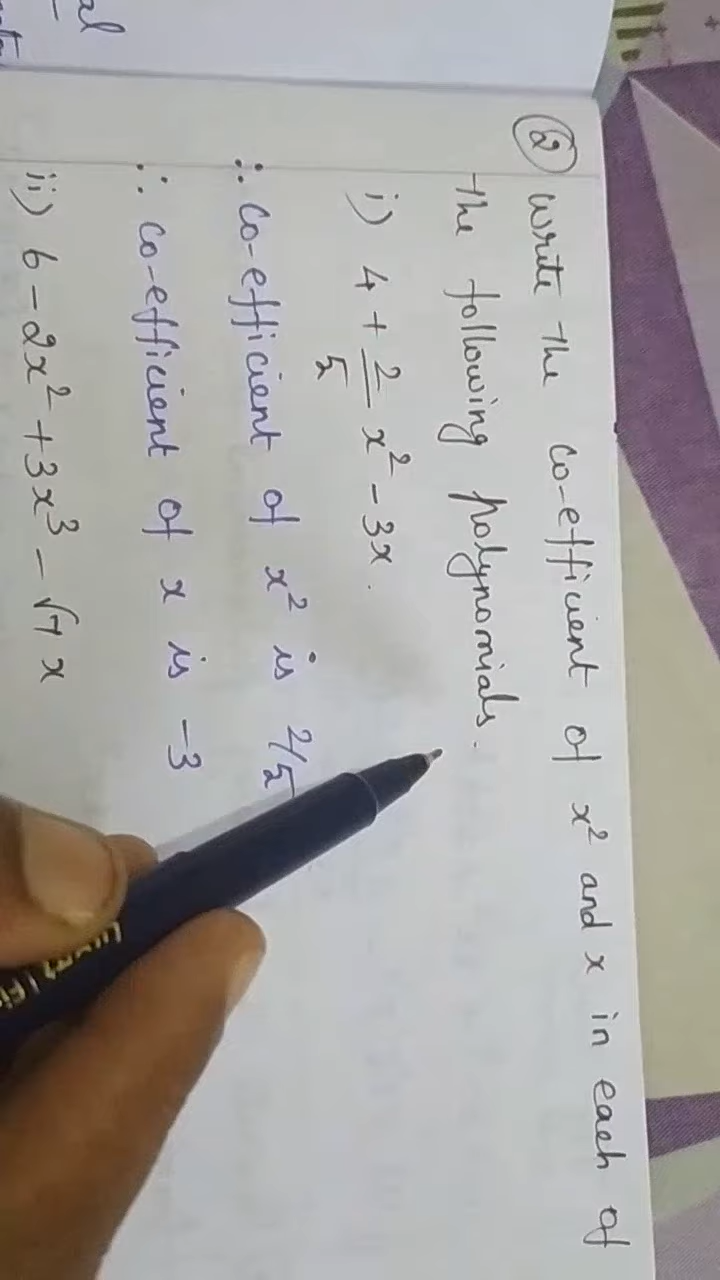 ② Write the co-efficient of x² and x in each of
the following polynomials.
i) 4 + 2/5 x² - 3x.
∴ co-efficient of x² is 2/5
∴ co-efficient of x is -3
ii) 6 - 2x² + 3x³ - √7 x
al